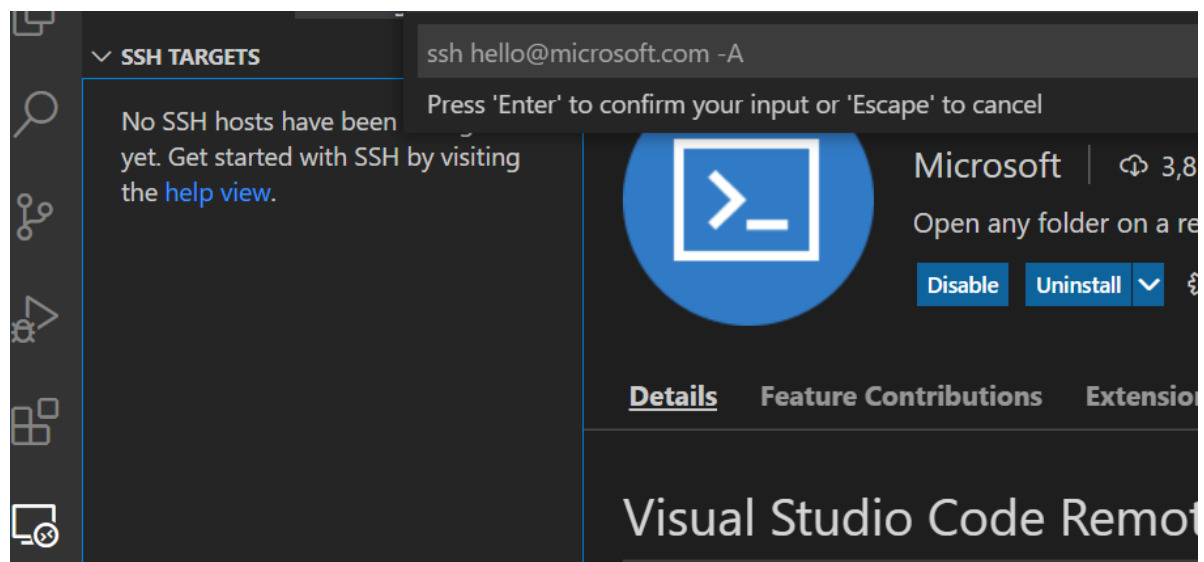 SSH TARGETS
ssh hello@microsoft.com -A
Press 'Enter' to confirm your input or 'Escape' to cancel
No SSH hosts have been
yet. Get started with SSH by visiting
the help view.
Microsoft
3,8
Open any folder on a re
Disable
Uninstall
Details
Feature Contributions
Extension
Visual Studio Code Remot